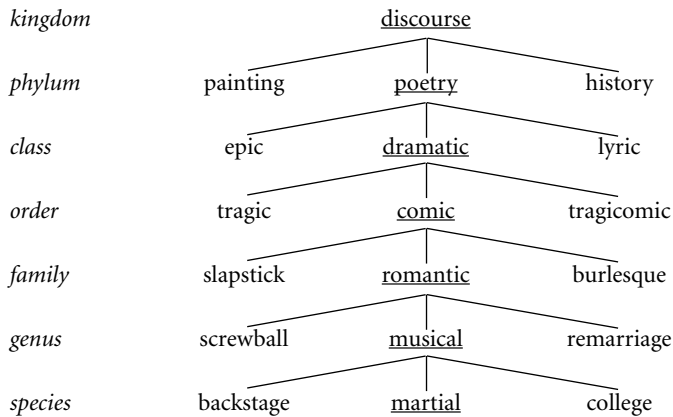 kingdom discourse
phylum painting poetry history
class epic dramatic lyric
order tragic comic tragicomic
family slapstick romantic burlesque
genus screwball musical remarriage
species backstage martial college